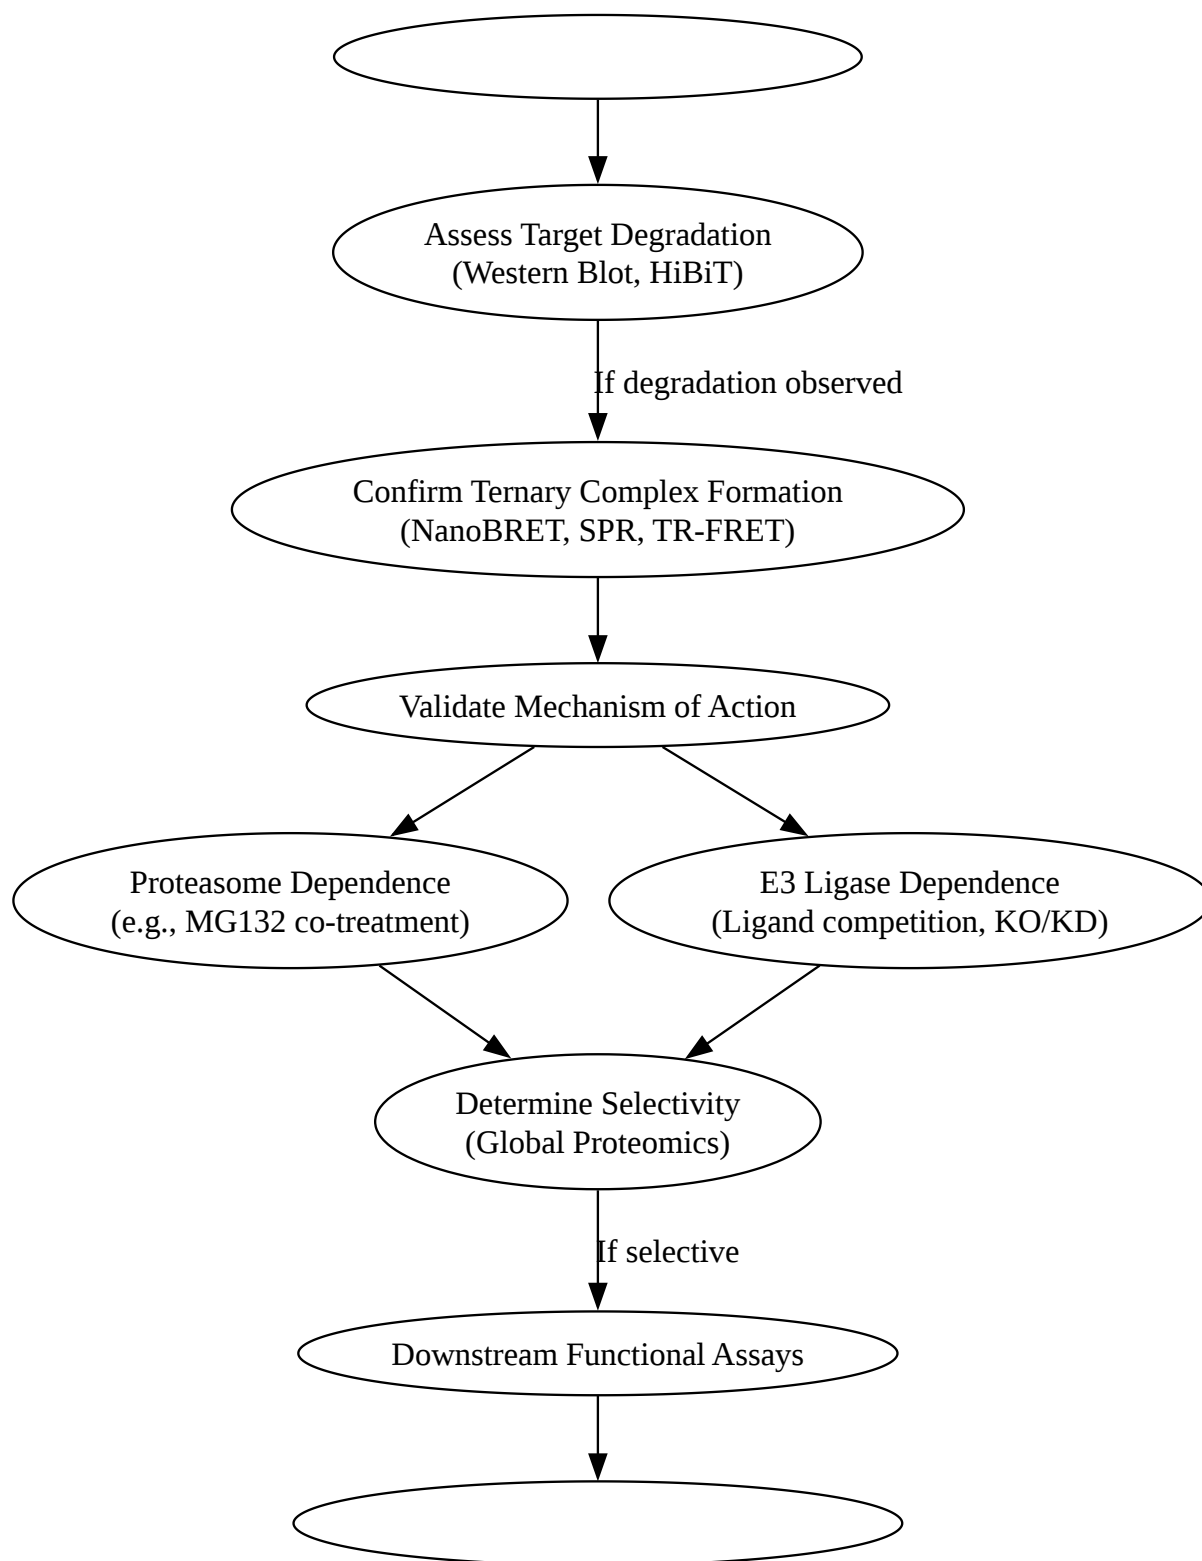 Assess Target Degradation
(Western Blot, HiBiT)
If degradation observed
Confirm Ternary Complex Formation
(NanoBRET, SPR, TR-FRET)
Validate Mechanism of Action
Proteasome Dependence
(e.g., MG132 co-treatment)
E3 Ligase Dependence
(Ligand competition, KO/KD)
Determine Selectivity
(Global Proteomics)
If selective
Downstream Functional Assays